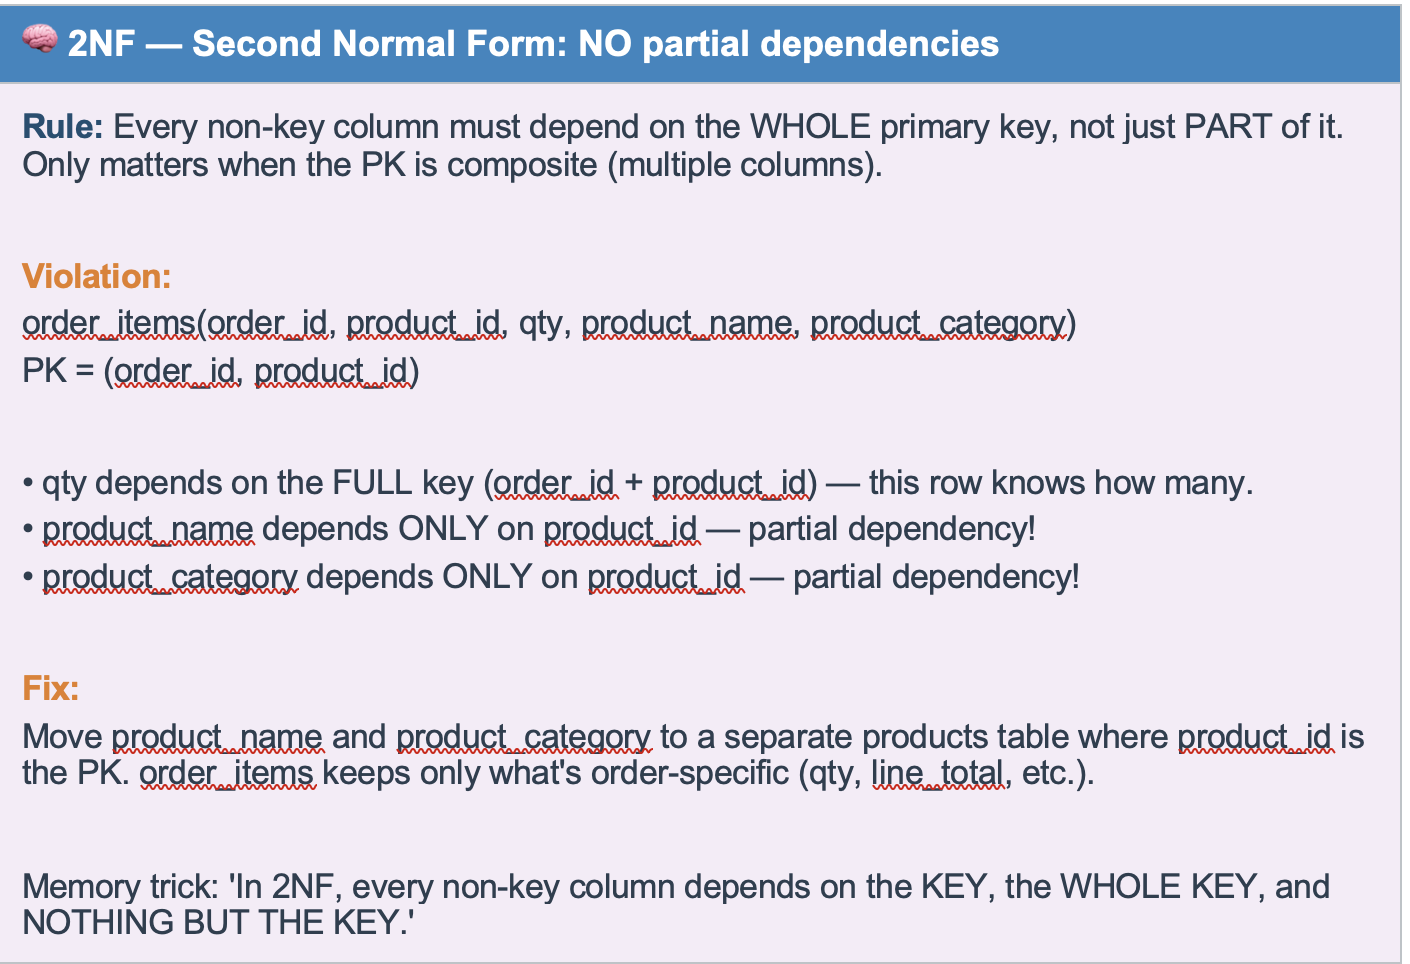 🧠 2NF — Second Normal Form: NO partial dependencies
Rule: Every non-key column must depend on the WHOLE primary key, not just PART of it.
Only matters when the PK is composite (multiple columns).
Violation:
order_items(order_id, product_id, qty, product_name, product_category)
PK = (order_id, product_id)
• qty depends on the FULL key (order_id + product_id) — this row knows how many.
• product_name depends ONLY on product_id — partial dependency!
• product_category depends ONLY on product_id — partial dependency!
Fix:
Move product_name and product_category to a separate products table where product_id is
the PK. order_items keeps only what's order-specific (qty, line_total, etc.).
Memory trick: 'In 2NF, every non-key column depends on the KEY, the WHOLE KEY, and
NOTHING BUT THE KEY.'